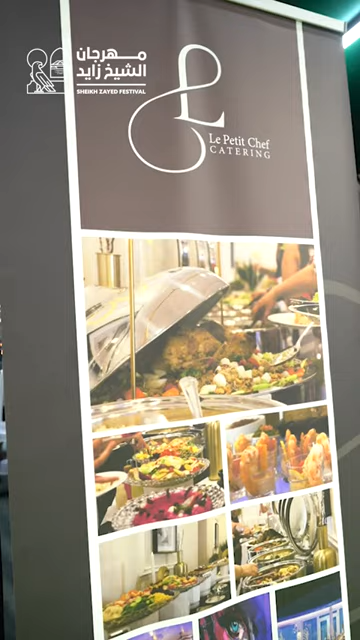 مهرجان
الشيخ زايد
SHEIKH ZAYED FESTIVAL
Le Petit Chef
CATERING